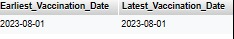 Earliest_Vaccination_Date Latest_Vaccination_Date
2023-08-01 2023-08-01